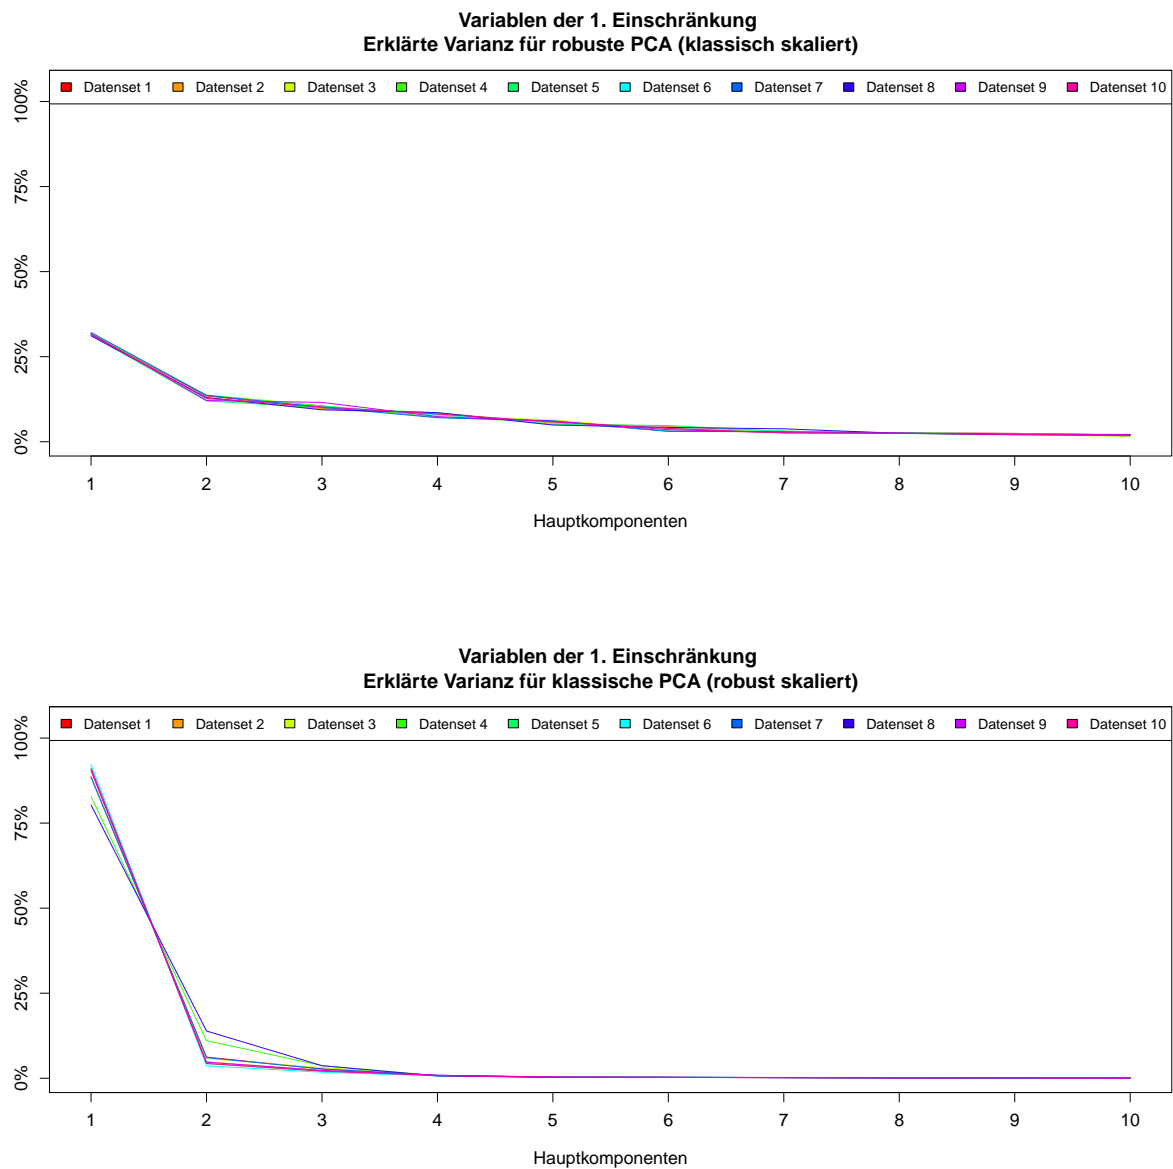 Variablen der 1. Einschränkung
Erklärte Varianz für robuste PCA (klassisch skaliert)
Datenset 1 Datenset 2 Datenset 3 Datenset 4 Datenset 5 Datenset 6 Datenset 7 Datenset 8 Datenset 9 Datenset 10
100%
75%
50%
25%
0%
1 2 3 4 5 6 7 8 9 10
Hauptkomponenten
Variablen der 1. Einschränkung
Erklärte Varianz für klassische PCA (robust skaliert)
Datenset 1 Datenset 2 Datenset 3 Datenset 4 Datenset 5 Datenset 6 Datenset 7 Datenset 8 Datenset 9 Datenset 10
100%
75%
50%
25%
0%
1 2 3 4 5 6 7 8 9 10
Hauptkomponenten